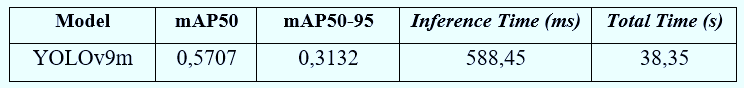 Model mAP50 mAP50-95 Inference Time (ms) Total Time (s)
YOLOv9m 0,5707 0,3132 588,45 38,35